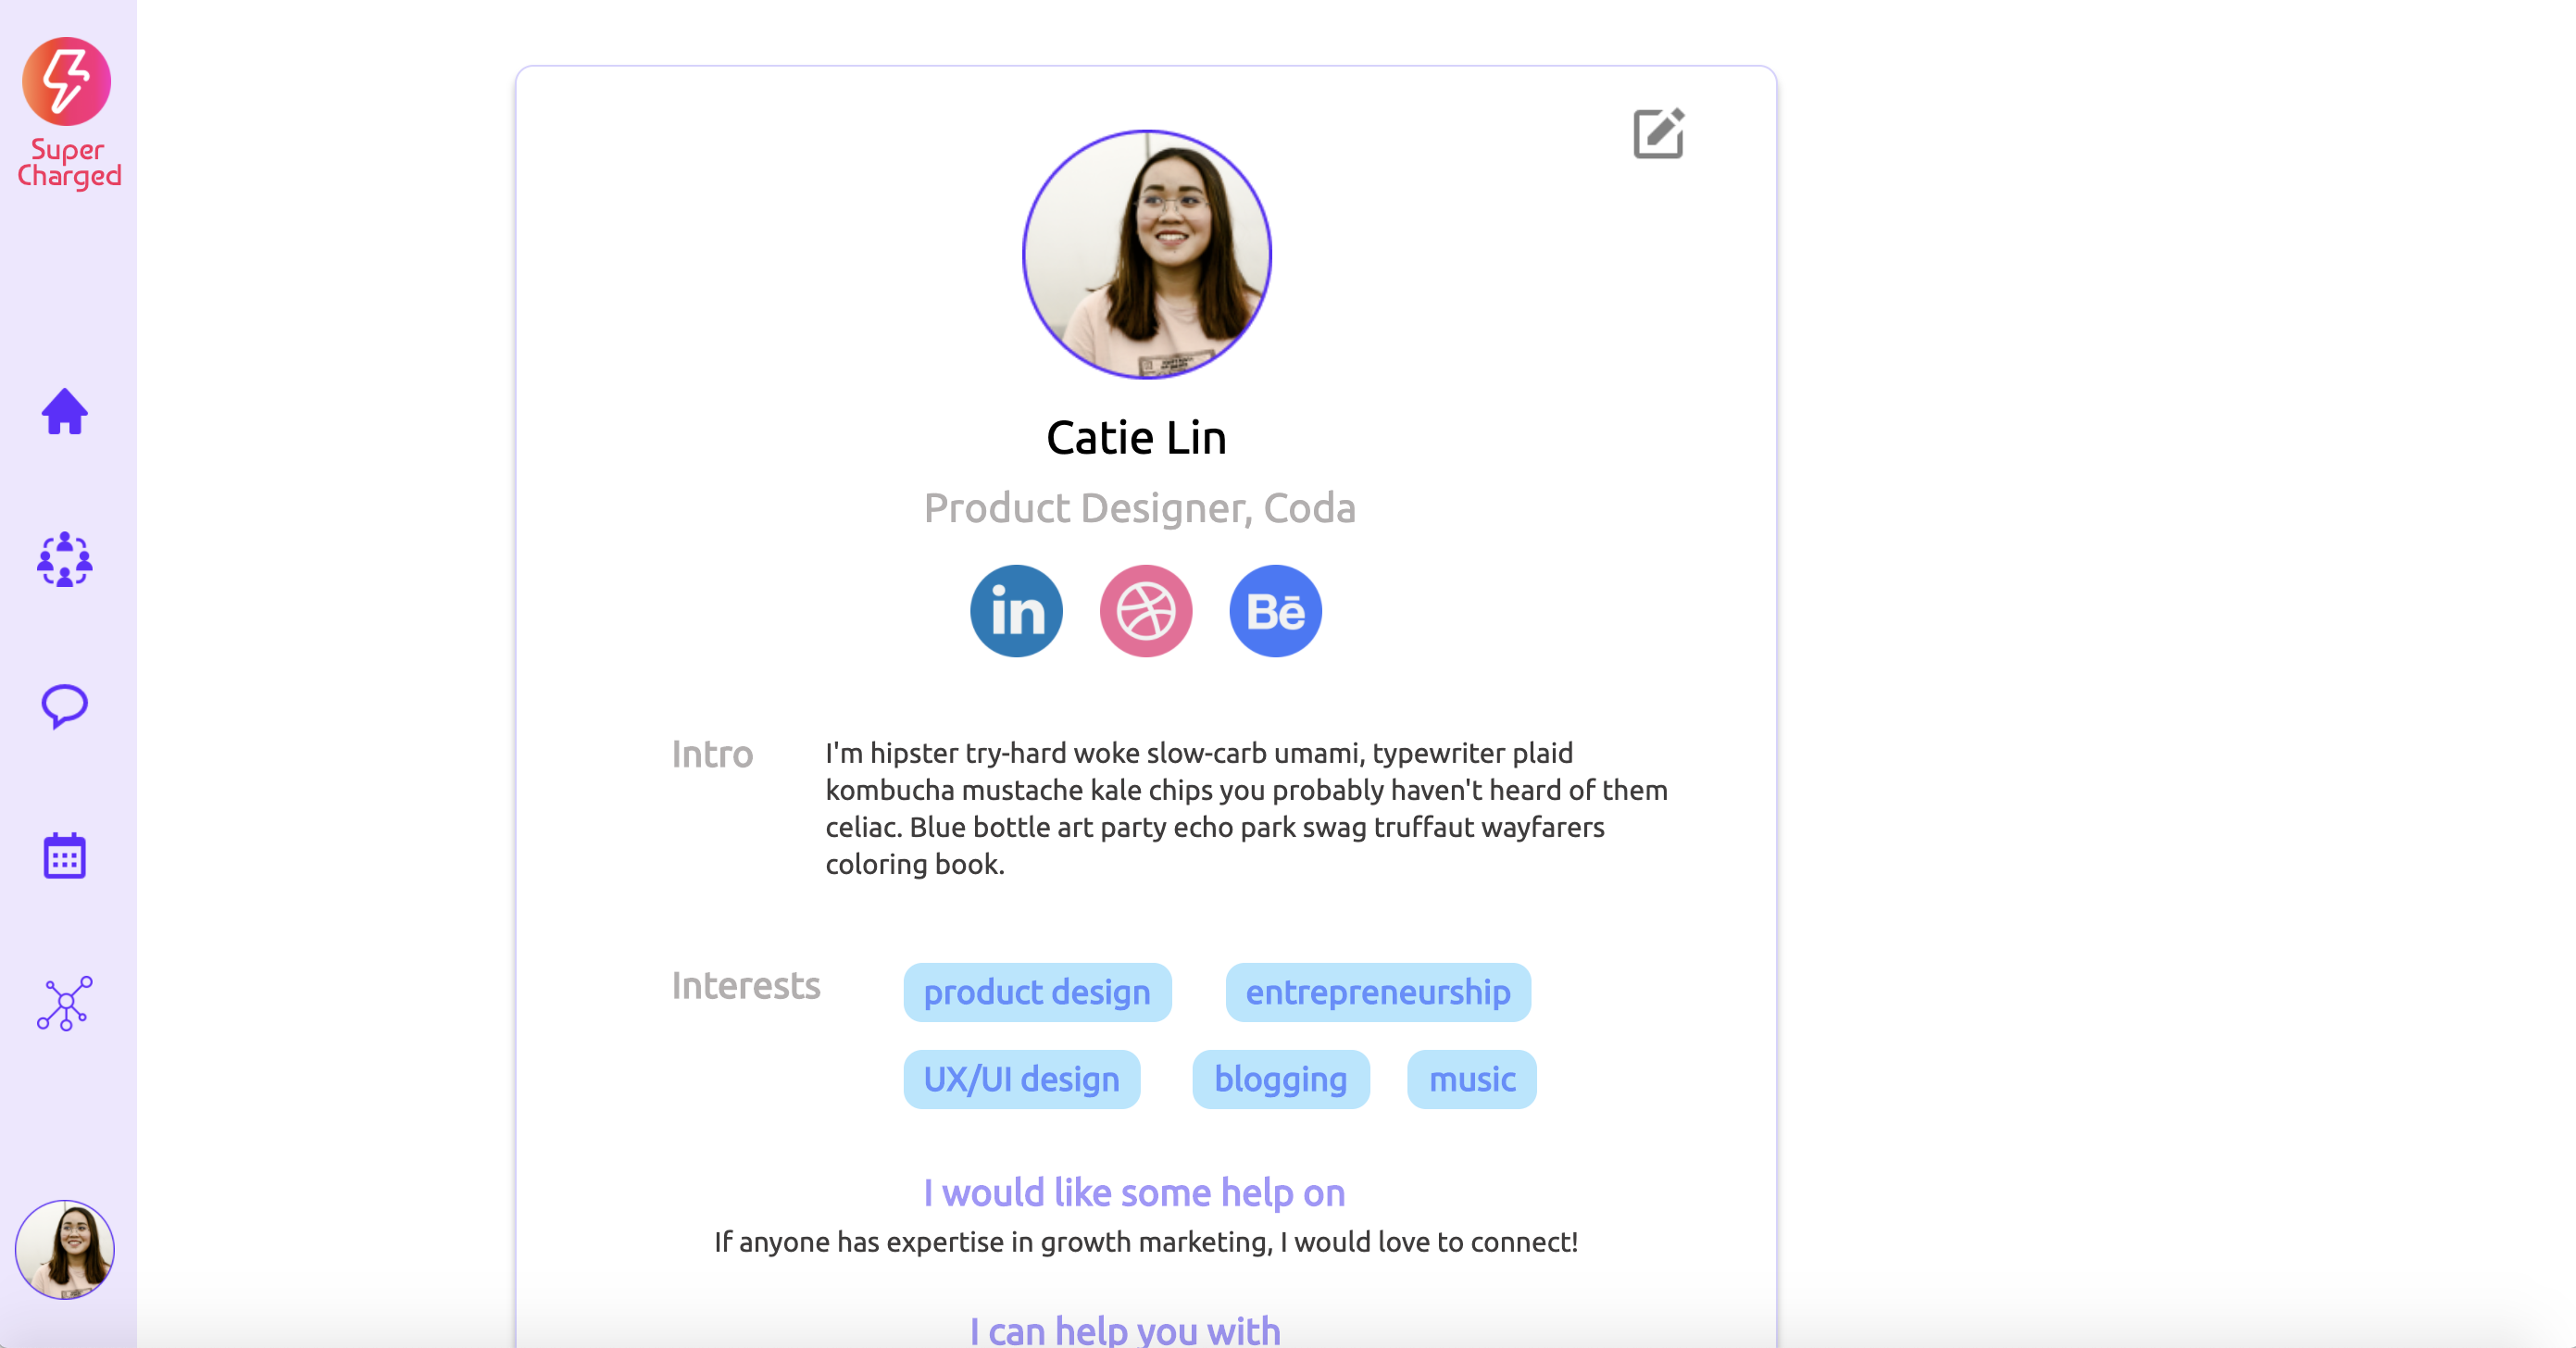 Super
Charged
Catie Lin
Product Designer, Coda
in
Bē
Intro
I'm hipster try-hard woke slow-carb umami, typewriter plaid
kombucha mustache kale chips you probably haven't heard of them
celiac. Blue bottle art party echo park swag truffaut wayfarers
coloring book.
Interests
product design
entrepreneurship
UX/UI design
blogging
music
I would like some help on
If anyone has expertise in growth marketing, I would love to connect!
I can help you with